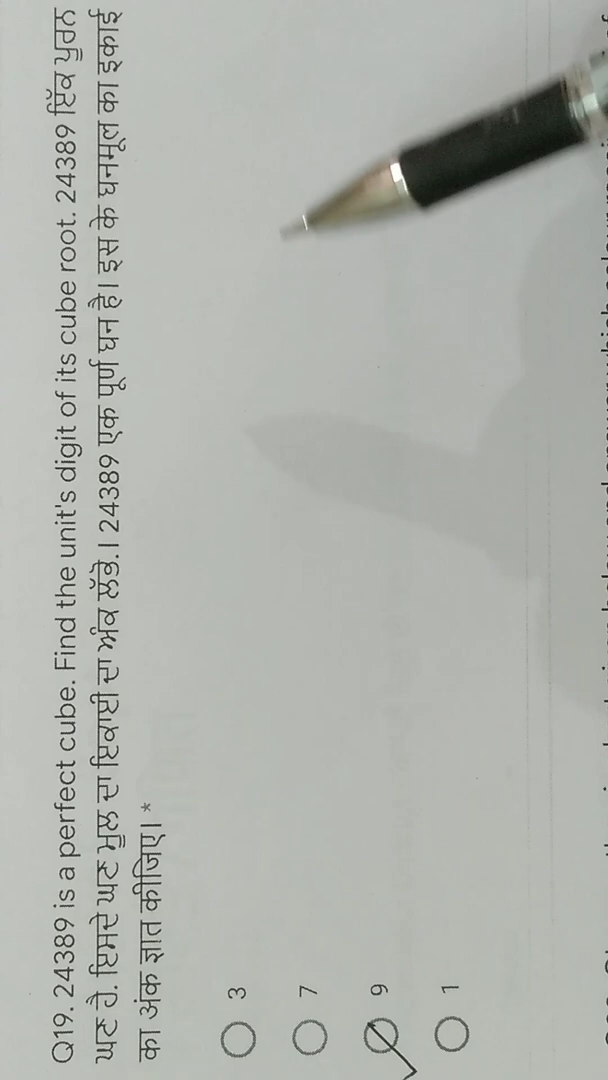 Q19. 24389 is a perfect cube. Find the unit's digit of its cube root. 24389 ਇੱਕ ਪੂਰਨ
ਘਣ ਹੈ. ਇਸਦੇ ਘਣ ਮੂਲ ਦਾ ਇਕਾਈ ਦਾ ਅੰਕ ਲੱਭੋ. । 24389 एक पूर्ण घन है। इस के घनमूल का इकाई
का अंक ज्ञात कीजिए। *
3
7
9
1